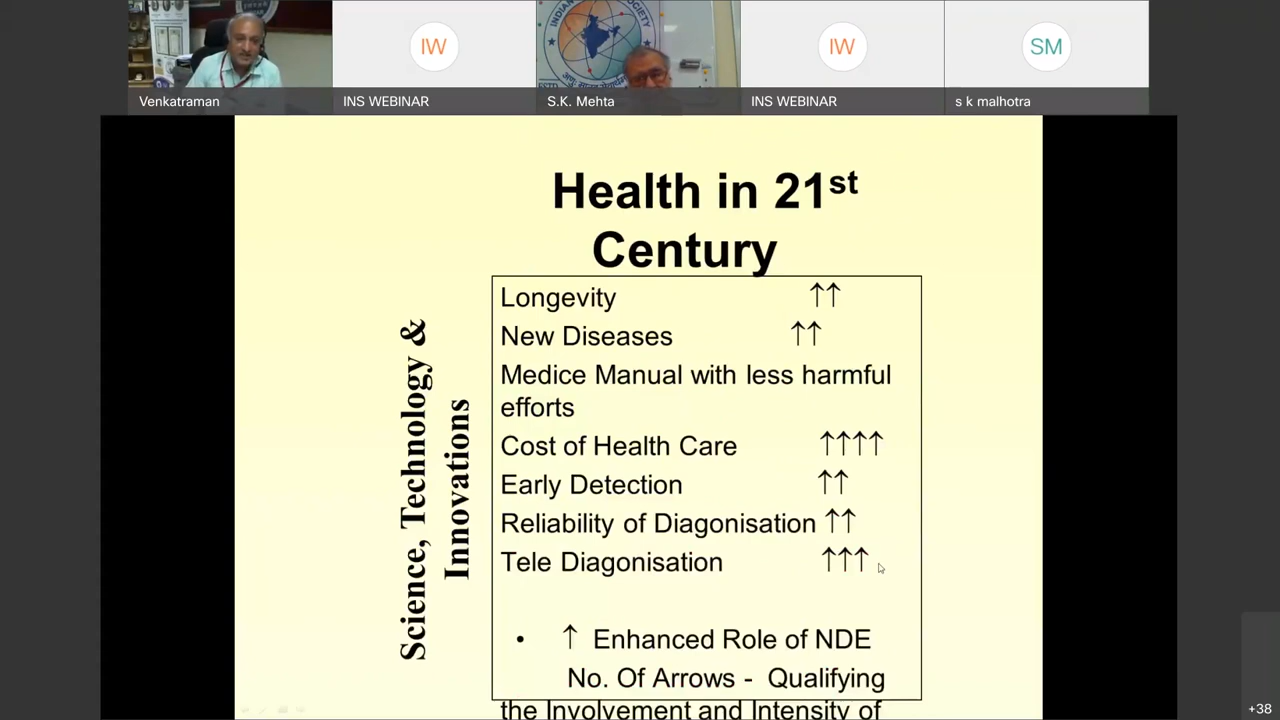 SOCIETY
IW
IW
SM
Venkatraman
INS WEBINAR
S.K. Mehta
INS WEBINAR
s k malhotra
Health in 21st
Century
Science, Technology &
Innovations
Longevity ↑↑
New Diseases ↑↑
Medice Manual with less harmful
efforts
Cost of Health Care ↑↑↑↑
Early Detection ↑↑
Reliability of Diagonisation ↑↑
Tele Diagonisation ↑↑↑
• ↑ Enhanced Role of NDE
No. Of Arrows - Qualifying
the Involvement and Intensity of
+38